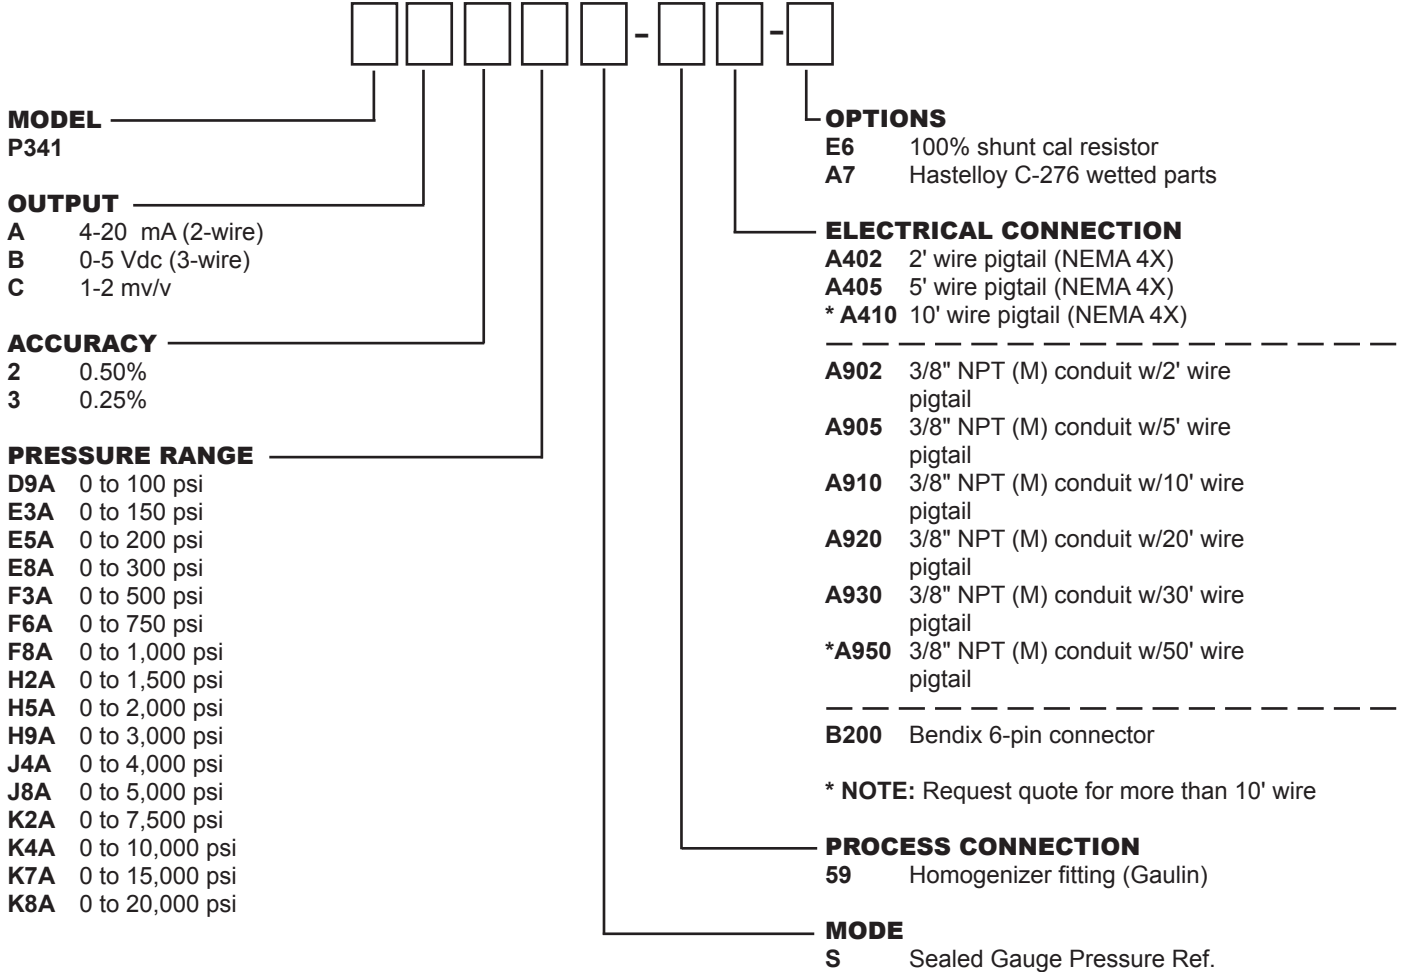 MODEL
P341
OUTPUT
A 4-20 mA (2-wire)
B 0-5 Vdc (3-wire)
C 1-2 mv/v
ACCURACY
2 0.50%
3 0.25%
PRESSURE RANGE
D9A 0 to 100 psi
E3A 0 to 150 psi
E5A 0 to 200 psi
E8A 0 to 300 psi
F3A 0 to 500 psi
F6A 0 to 750 psi
F8A 0 to 1,000 psi
H2A 0 to 1,500 psi
H5A 0 to 2,000 psi
H9A 0 to 3,000 psi
J4A 0 to 4,000 psi
J8A 0 to 5,000 psi
K2A 0 to 7,500 psi
K4A 0 to 10,000 psi
K7A 0 to 15,000 psi
K8A 0 to 20,000 psi
OPTIONS
E6 100% shunt cal resistor
A7 Hastelloy C-276 wetted parts
ELECTRICAL CONNECTION
A402 2' wire pigtail (NEMA 4X)
A405 5' wire pigtail (NEMA 4X)
* A410 10' wire pigtail (NEMA 4X)
A902 3/8" NPT (M) conduit w/2' wire
pigtail
A905 3/8" NPT (M) conduit w/5' wire
pigtail
A910 3/8" NPT (M) conduit w/10' wire
pigtail
A920 3/8" NPT (M) conduit w/20' wire
pigtail
A930 3/8" NPT (M) conduit w/30' wire
pigtail
*A950 3/8" NPT (M) conduit w/50' wire
pigtail
B200 Bendix 6-pin connector
* NOTE: Request quote for more than 10' wire
PROCESS CONNECTION
59 Homogenizer fitting (Gaulin)
MODE
S Sealed Gauge Pressure Ref.